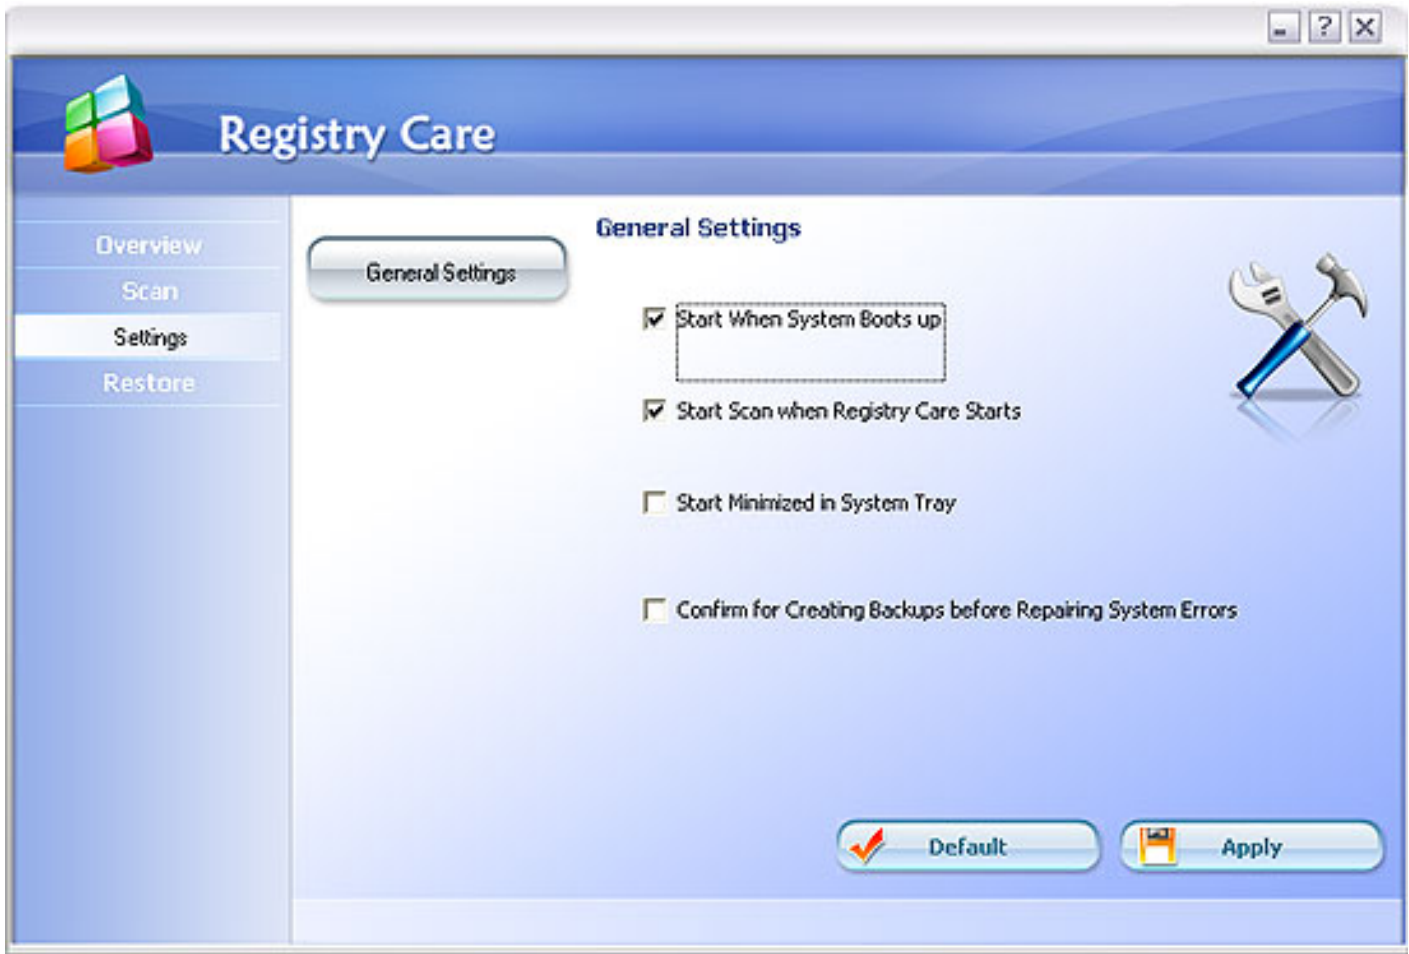 ?
Registry Care
Overview
Scan
Settings
Restore
General Settings
General Settings
Start When System Boots up
Start Scan when Registry Care Starts
Start Minimized in System Tray
Confirm for Creating Backups before Repairing System Errors
Default
Apply